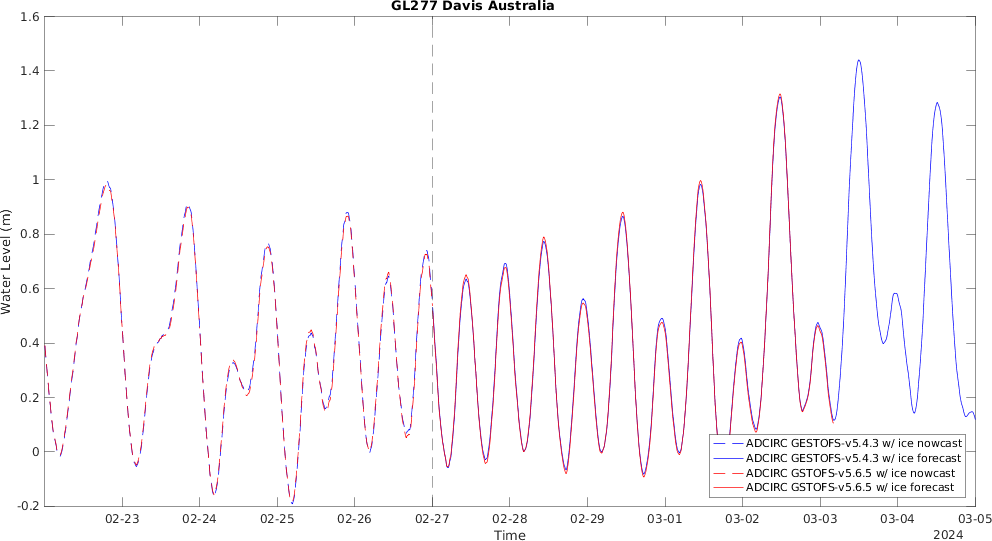 GL277 Davis Australia
1.6
1.4
1.2
1
0.8
0.6
0.4
0.2
0
-0.2
Water Level (m)
ADCIRC GESTOFS-v5.4.3 w/ ice nowcast
ADCIRC GESTOFS-v5.4.3 w/ ice forecast
ADCIRC GSTOFS-v5.6.5 w/ ice nowcast
ADCIRC GSTOFS-v5.6.5 w/ ice forecast
02-23 02-24 02-25 02-26 02-27 02-28 02-29 03-01 03-02 03-03 03-04 03-05
Time 2024